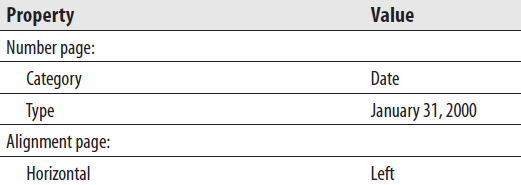 Property Value
Number page:
Category Date
Type January 31, 2000
Alignment page:
Horizontal Left